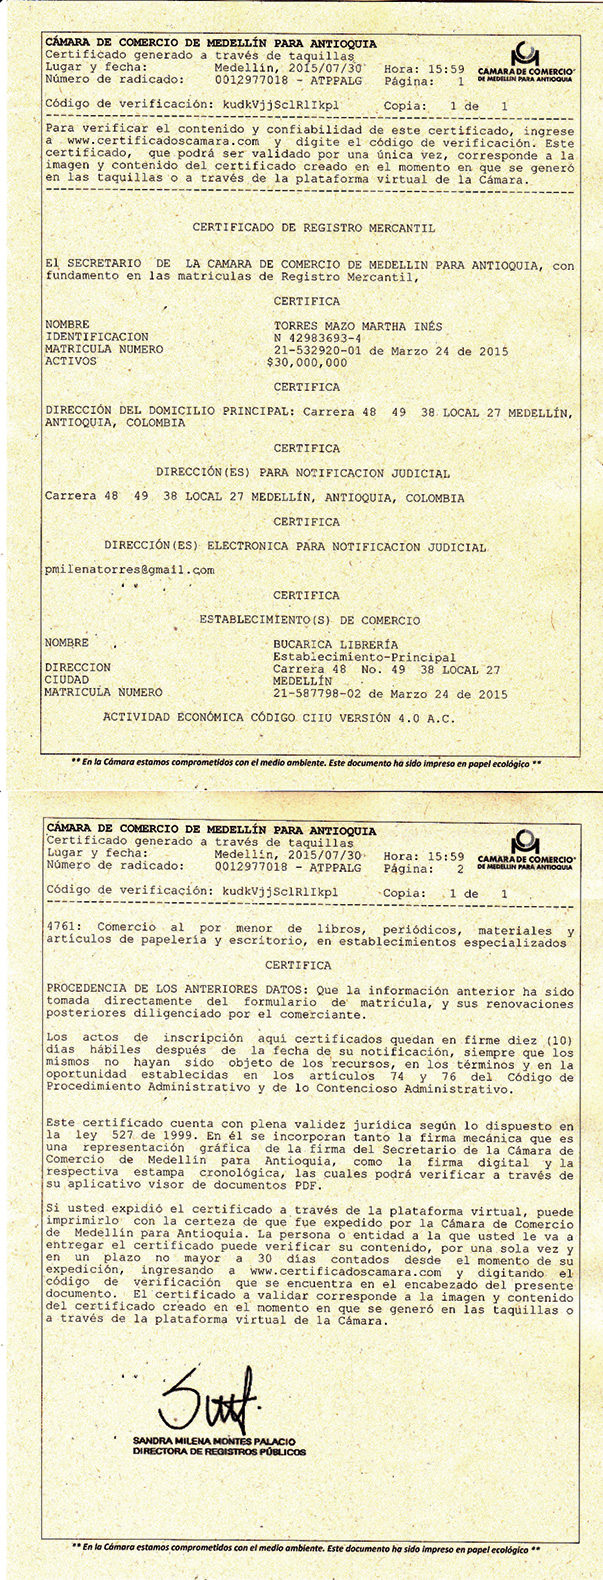 CÁMARA DE COMERCIO DE MEDELLÍN PARA ANTIOQUIA
Certificado generado a través de taquillas
Lugar y fecha: Medellín, 2015/07/30 Hora: 15:59
Número de radicado: 0012977018 - ATPPALG Página: 1
CÁMARA DE COMERCIO
DE MEDELLÍN PARA ANTIOQUIA
Código de verificación: kudkVjjSclRlIkpl Copia: 1 de 1
Para verificar el contenido y confiabilidad de este certificado, ingrese
a www.certificadoscamara.com y digite el código de verificación. Este
certificado, que podrá ser validado por una única vez, corresponde a la
imagen y contenido del certificado creado en el momento en que se generó
en las taquillas o a través de la plataforma virtual de la Cámara.
CERTIFICADO DE REGISTRO MERCANTIL
El SECRETARIO DE LA CAMARA DE COMERCIO DE MEDELLIN PARA ANTIOQUIA, con
fundamento en las matriculas de Registro Mercantil,
CERTIFICA
NOMBRE TORRES MAZO MARTHA INÉS
IDENTIFICACION N 42983693-4
MATRICULA NUMERO 21-532920-01 de Marzo 24 de 2015
ACTIVOS $30,000,000
CERTIFICA
DIRECCIÓN DEL DOMICILIO PRINCIPAL: Carrera 48 49 38 LOCAL 27 MEDELLÍN,
ANTIOQUIA, COLOMBIA
CERTIFICA
DIRECCIÓN(ES) PARA NOTIFICACION JUDICIAL
Carrera 48 49 38 LOCAL 27 MEDELLÍN, ANTIOQUIA, COLOMBIA
CERTIFICA
DIRECCIÓN(ES) ELECTRONICA PARA NOTIFICACION JUDICIAL
pmilenatorres@gmail.com
CERTIFICA
ESTABLECIMIENTO(S) DE COMERCIO
NOMBRE BUCARICA LIBRERÍA
Establecimiento-Principal
DIRECCION Carrera 48 No. 49 38 LOCAL 27
CIUDAD MEDELLÍN
MATRICULA NUMERO 21-587798-02 de Marzo 24 de 2015
ACTIVIDAD ECONÓMICA CÓDIGO CIIU VERSIÓN 4.0 A.C.
** En la Cámara estamos comprometidos con el medio ambiente. Este documento ha sido impreso en papel ecológico **
CÁMARA DE COMERCIO DE MEDELLÍN PARA ANTIOQUIA
Certificado generado a través de taquillas
Lugar y fecha: Medellín, 2015/07/30 Hora: 15:59
Número de radicado: 0012977018 - ATPPALG Página: 2
CÁMARA DE COMERCIO
DE MEDELLÍN PARA ANTIOQUIA
Código de verificación: kudkVjjSclRlIkpl Copia: 1 de 1
4761: Comercio al por menor de libros, periódicos, materiales y
artículos de papelería y escritorio, en establecimientos especializados
CERTIFICA
PROCEDENCIA DE LOS ANTERIORES DATOS: Que la información anterior ha sido
tomada directamente del formulario de matricula, y sus renovaciones
posteriores diligenciado por el comerciante.
Los actos de inscripción aquí certificados quedan en firme diez (10)
días hábiles después de la fecha de su notificación, siempre que los
mismos no hayan sido objeto de los recursos, en los términos y en la
oportunidad establecidas en los artículos 74 y 76 del Código de
Procedimiento Administrativo y de lo Contencioso Administrativo.
Este certificado cuenta con plena validez jurídica según lo dispuesto en
la ley 527 de 1999. En él se incorporan tanto la firma mecánica que es
una representación gráfica de la firma del Secretario de la Cámara de
Comercio de Medellín para Antioquia, como la firma digital y la
respectiva estampa cronológica, las cuales podrá verificar a través de
su aplicativo visor de documentos PDF.
Si usted expidió el certificado a través de la plataforma virtual, puede
imprimirlo con la certeza de que fue expedido por la Cámara de Comercio
de Medellín para Antioquia. La persona o entidad a la que usted le va a
entregar el certificado puede verificar su contenido, por una sola vez y
en un plazo no mayor a 30 días contados desde el momento de su
expedición, ingresando a www.certificadoscamara.com y digitando el
código de verificación que se encuentra en el encabezado del presente
documento. El certificado a validar corresponde a la imagen y contenido
del certificado creado en el momento en que se generó en las taquillas o
a través de la plataforma virtual de la Cámara.
SANDRA MILENA MONTES PALACIO
DIRECTORA DE REGISTROS PÚBLICOS
** En la Cámara estamos comprometidos con el medio ambiente. Este documento ha sido impreso en papel ecológico **